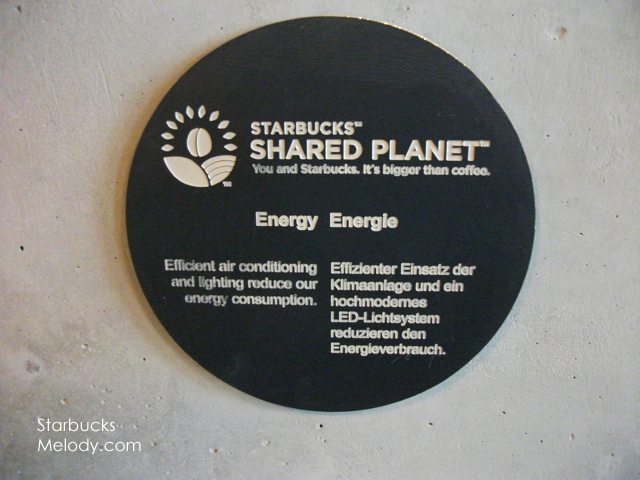 STARBUCKS™
SHARED PLANET™
You and Starbucks. It's bigger than coffee.
Energy
Efficient air conditioning
and lighting reduce our
energy consumption.
Energie
Effizienter Einsatz der
Klimaanlage und ein
hochmodernes
LED-Lichtsystem
reduzieren den
Energieverbrauch.
™
Starbucks
Melody.com